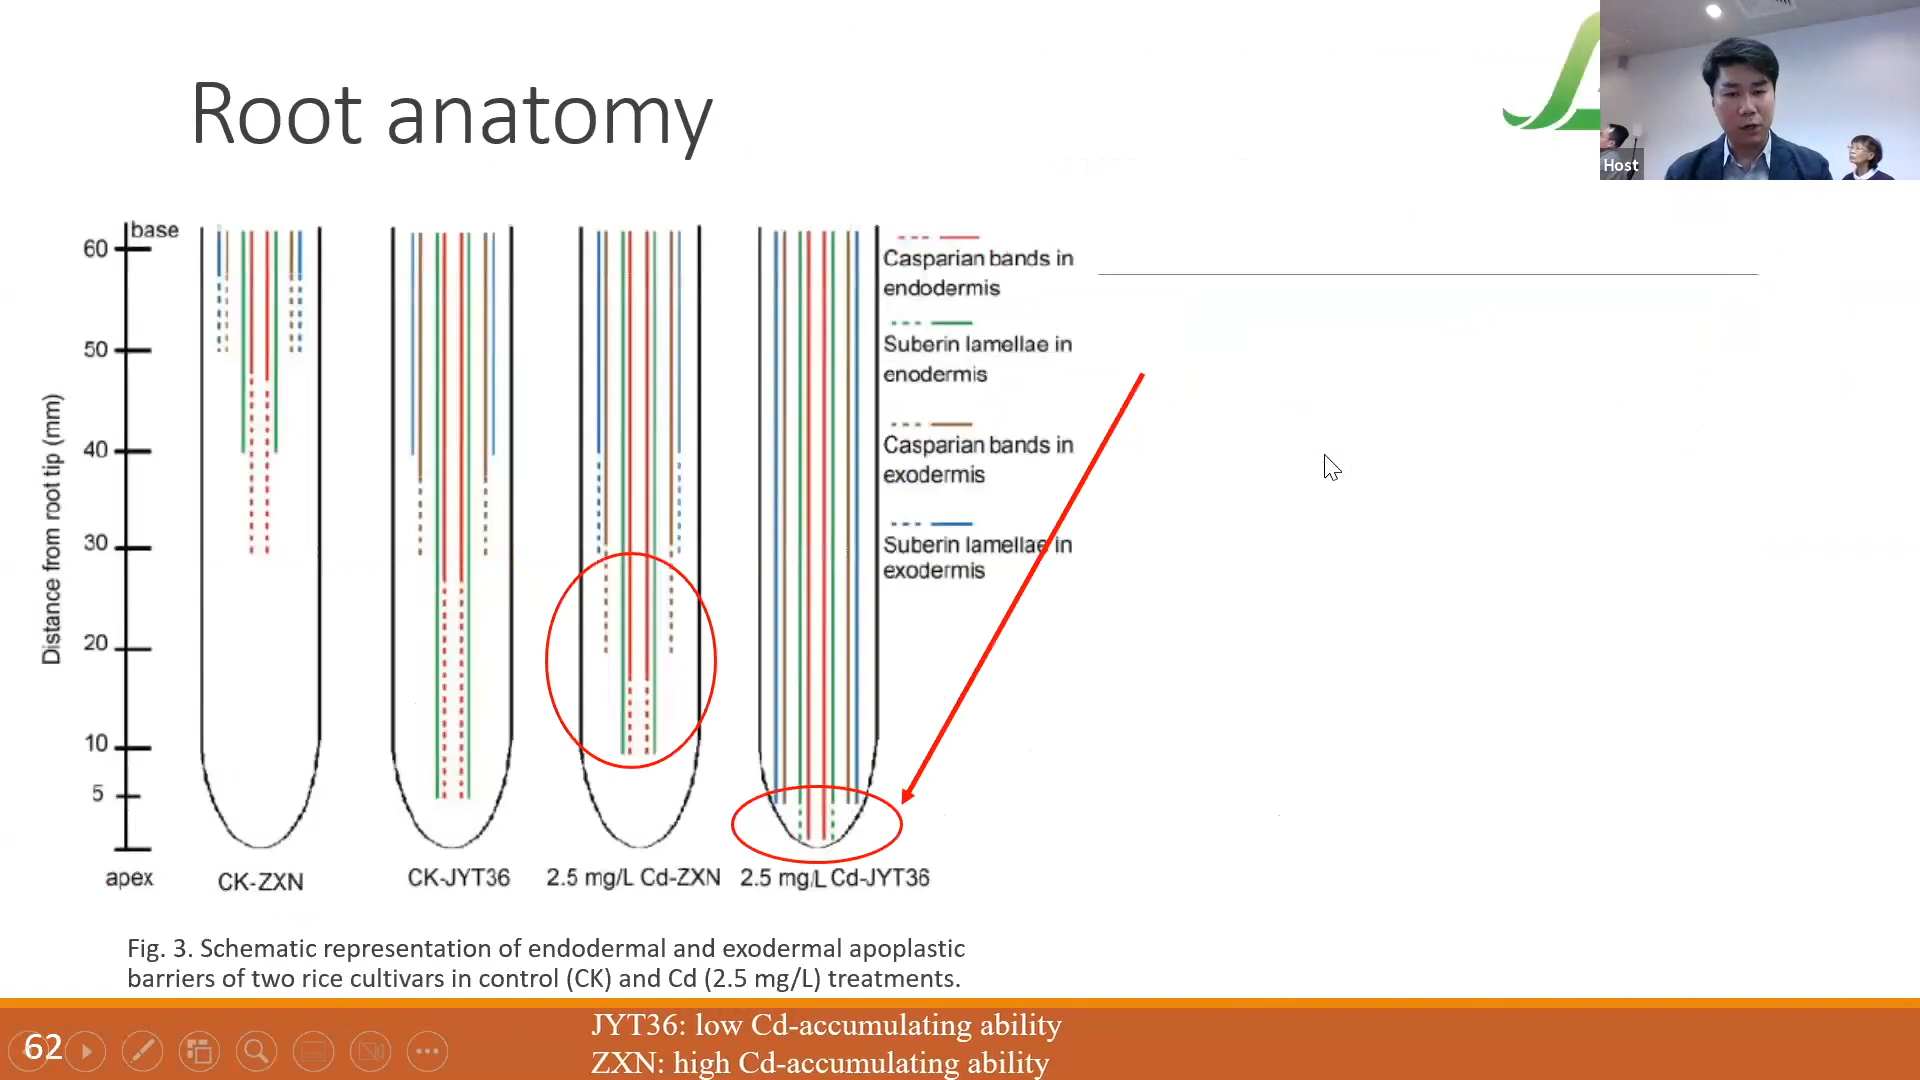 Root anatomy
Host
base
60
50
40
30
20
10
5
apex
Distance from root tip (mm)
Casparian bands in
endodermis
Suberin lamellae in
enodermis
Casparian bands in
exodermis
Suberin lamellae in
exodermis
CK-ZXN
CK-JYT36
2.5 mg/L Cd-ZXN
2.5 mg/L Cd-JYT36
Fig. 3. Schematic representation of endodermal and exodermal apoplastic
barriers of two rice cultivars in control (CK) and Cd (2.5 mg/L) treatments.
62
JYT36: low Cd-accumulating ability
ZXN: high Cd-accumulating ability